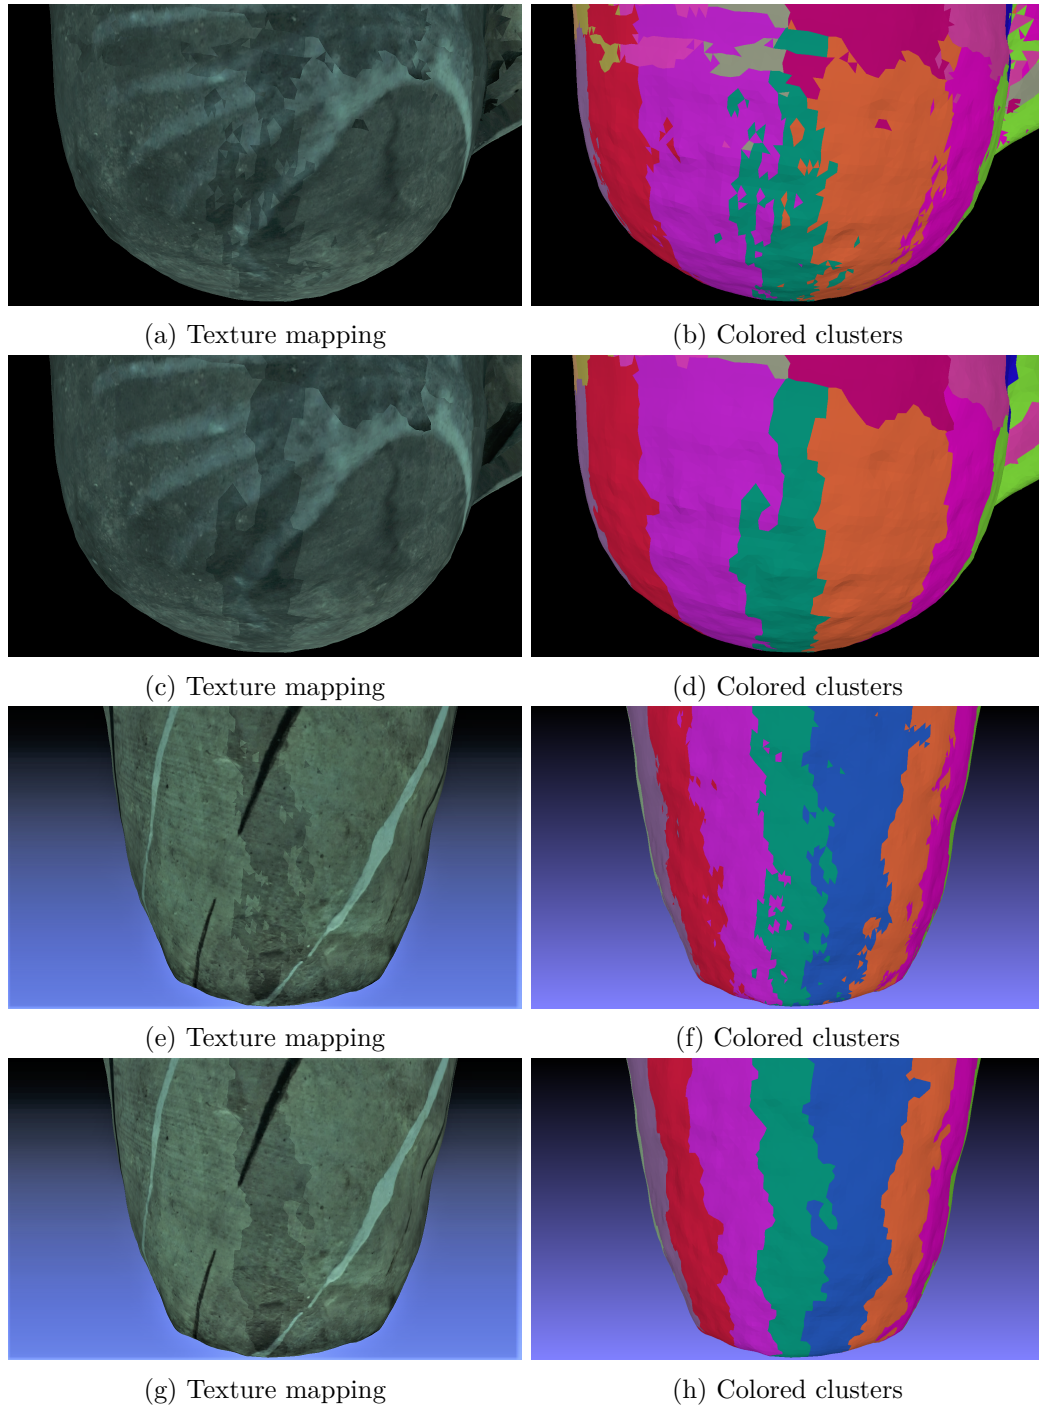 (a) Texture mapping
(b) Colored clusters
(c) Texture mapping
(d) Colored clusters
(e) Texture mapping
(f) Colored clusters
(g) Texture mapping
(h) Colored clusters